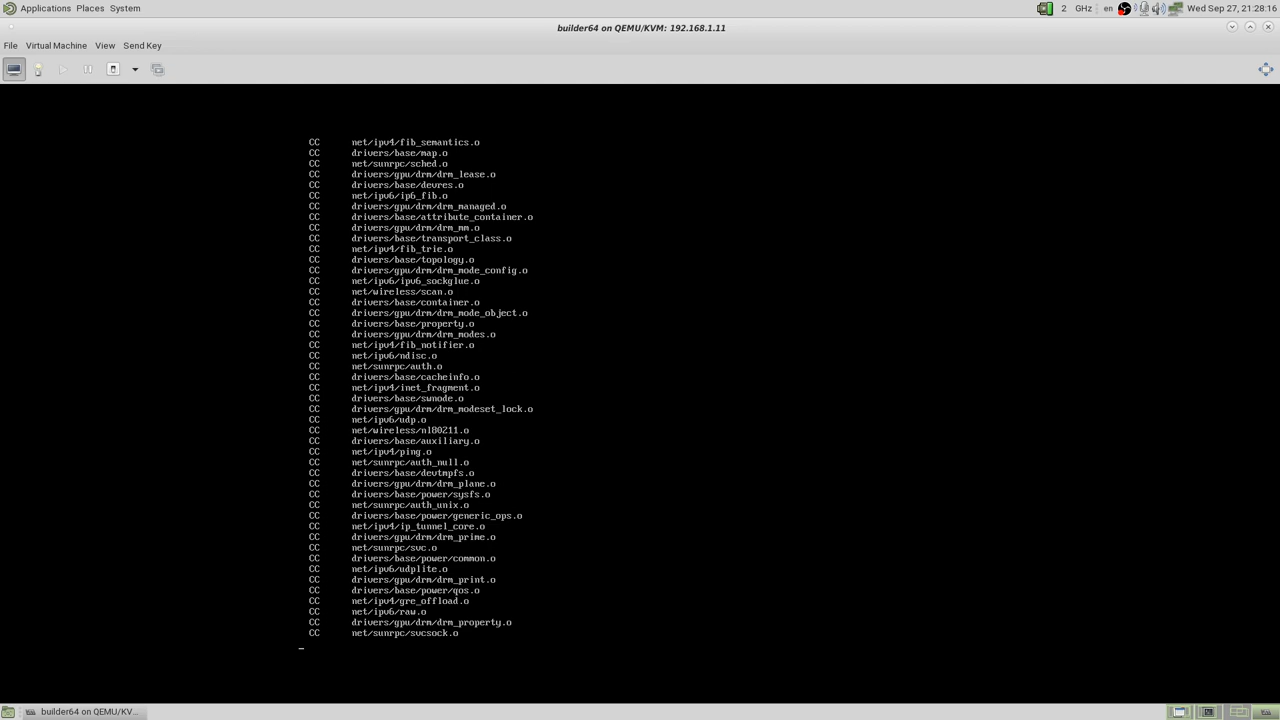 Applications Places System 2 GHz en Wed Sep 27, 21:28:16
builder64 on QEMU/KVM: 192.168.1.11
File Virtual Machine View Send Key
CC net/ipv4/fib_semantics.o
CC drivers/base/map.o
CC net/sunrpc/sched.o
CC drivers/gpu/drm/drm_lease.o
CC drivers/base/devres.o
CC net/ipv6/ip6_fib.o
CC drivers/gpu/drm/drm_managed.o
CC drivers/base/attribute_container.o
CC drivers/gpu/drm/drm_mm.o
CC drivers/base/transport_class.o
CC net/ipv4/fib_trie.o
CC drivers/base/topology.o
CC drivers/gpu/drm/drm_mode_config.o
CC net/ipv6/ipv6_sockglue.o
CC net/wireless/scan.o
CC drivers/base/container.o
CC drivers/gpu/drm/drm_mode_object.o
CC drivers/base/property.o
CC drivers/gpu/drm/drm_modes.o
CC net/ipv4/fib_notifier.o
CC net/ipv6/ndisc.o
CC net/sunrpc/auth.o
CC drivers/base/cacheinfo.o
CC net/ipv4/inet_fragment.o
CC drivers/base/swnode.o
CC drivers/gpu/drm/drm_modeset_lock.o
CC net/ipv6/udp.o
CC net/wireless/nl80211.o
CC drivers/base/auxiliary.o
CC net/ipv4/ping.o
CC net/sunrpc/auth_null.o
CC drivers/base/devtmpfs.o
CC drivers/gpu/drm/drm_plane.o
CC drivers/base/power/sysfs.o
CC net/sunrpc/auth_unix.o
CC drivers/base/power/generic_ops.o
CC net/ipv4/ip_tunnel_core.o
CC drivers/gpu/drm/drm_prime.o
CC net/sunrpc/svc.o
CC drivers/base/power/common.o
CC net/ipv6/udplite.o
CC drivers/gpu/drm/drm_print.o
CC drivers/base/power/qos.o
CC net/ipv4/gre_offload.o
CC net/ipv6/raw.o
CC drivers/gpu/drm/drm_property.o
CC net/sunrpc/svcsock.o
_
builder64 on QEMU/KV...